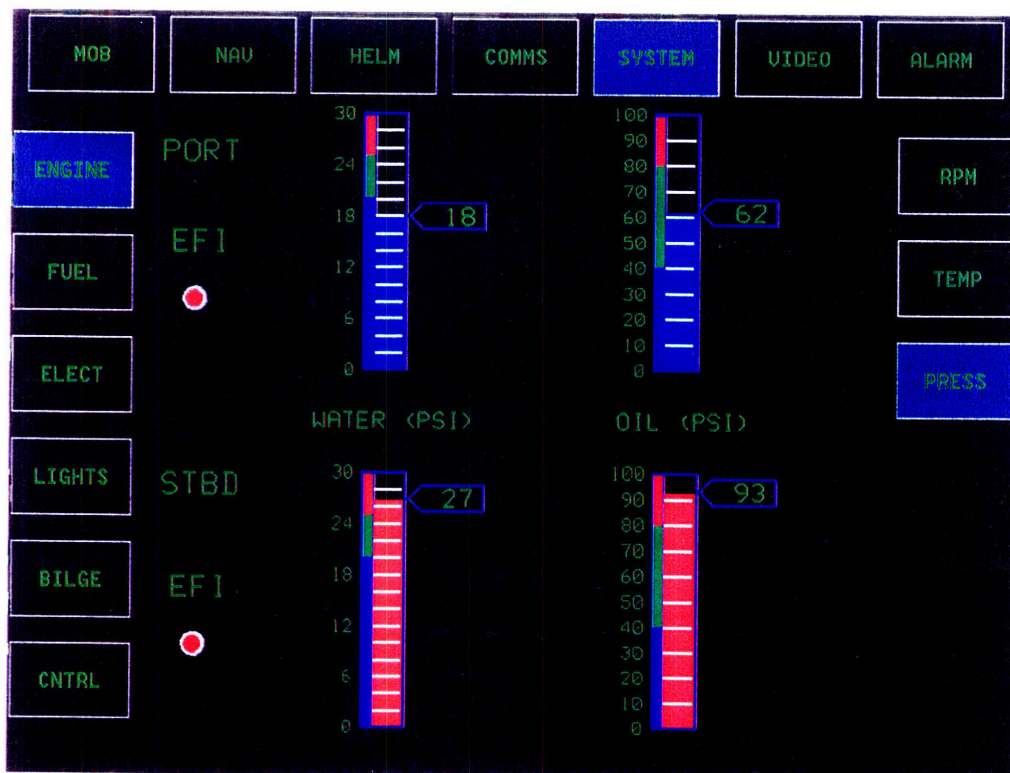 MOB NAV HELM COMMS SYSTEM VIDEO ALARM
ENGINE
FUEL
ELECT
LIGHTS
BILGE
CNTRL
PORT
EFI
STBD
EFI
30
24
18
12
6
0
18
WATER (PSI)
30
24
18
12
6
0
27
100
90
80
70
60
50
40
30
20
10
0
62
OIL (PSI)
100
90
80
70
60
50
40
30
20
10
0
93
RPM
TEMP
PRESS